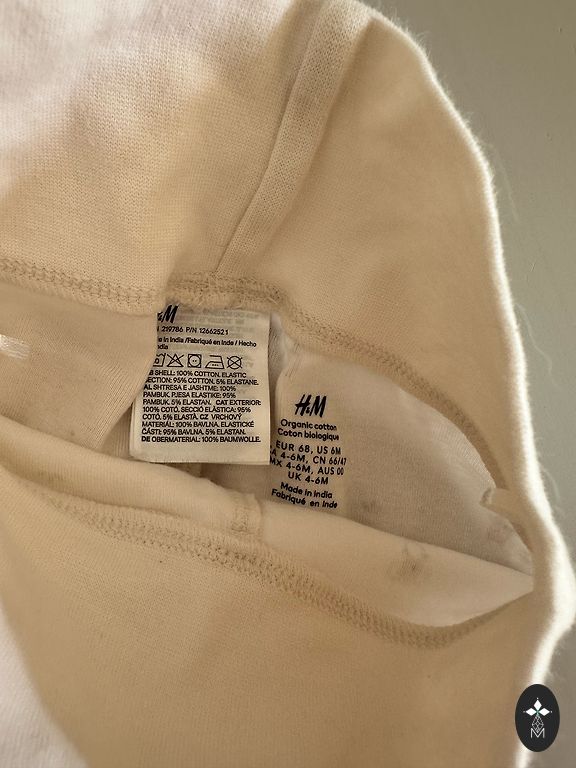 H&M
219786 P/N 12662521
in India/Fabriqué en Inde / Hecho
India
B SHELL: 100% COTTON. ELASTIC
SECTION: 95% COTTON, 5% ELASTANE.
AL SHTRESA E JASHTME: 100%
PAMBUK. PJESA ELASTIKE: 95%
PAMBUK, 5% ELASTAN. CAT EXTERIOR:
100% COTÓ. SECCIÓ ELÀSTICA: 95%
COTÓ, 5% ELASTÀ. CZ VRCHOVÝ
MATERIÁL: 100% BAVLNA. ELASTICKÉ
ČÁSTI: 95% BAVLNA, 5% ELASTAN.
DE OBERMATERIAL: 100% BAUMWOLLE.
H&M
Organic cotton
Coton biologique
EUR 68, US 6M
4-6M, CN 66/47
MX 4-6M, AUS 00
UK 4-6M
Made in India
Fabriqué en Inde
M